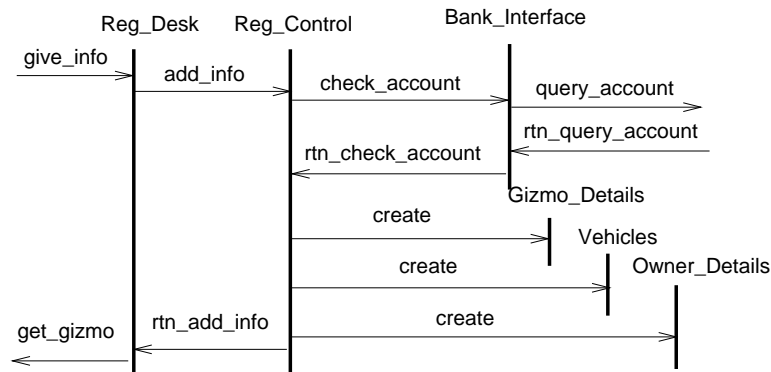 Bank_Interface
Reg_Desk
Reg_Control
give_info
add_info
check_account
query_account
rtn_query_account
rtn_check_account
Gizmo_Details
create
Vehicles
create
Owner_Details
get_gizmo
rtn_add_info
create